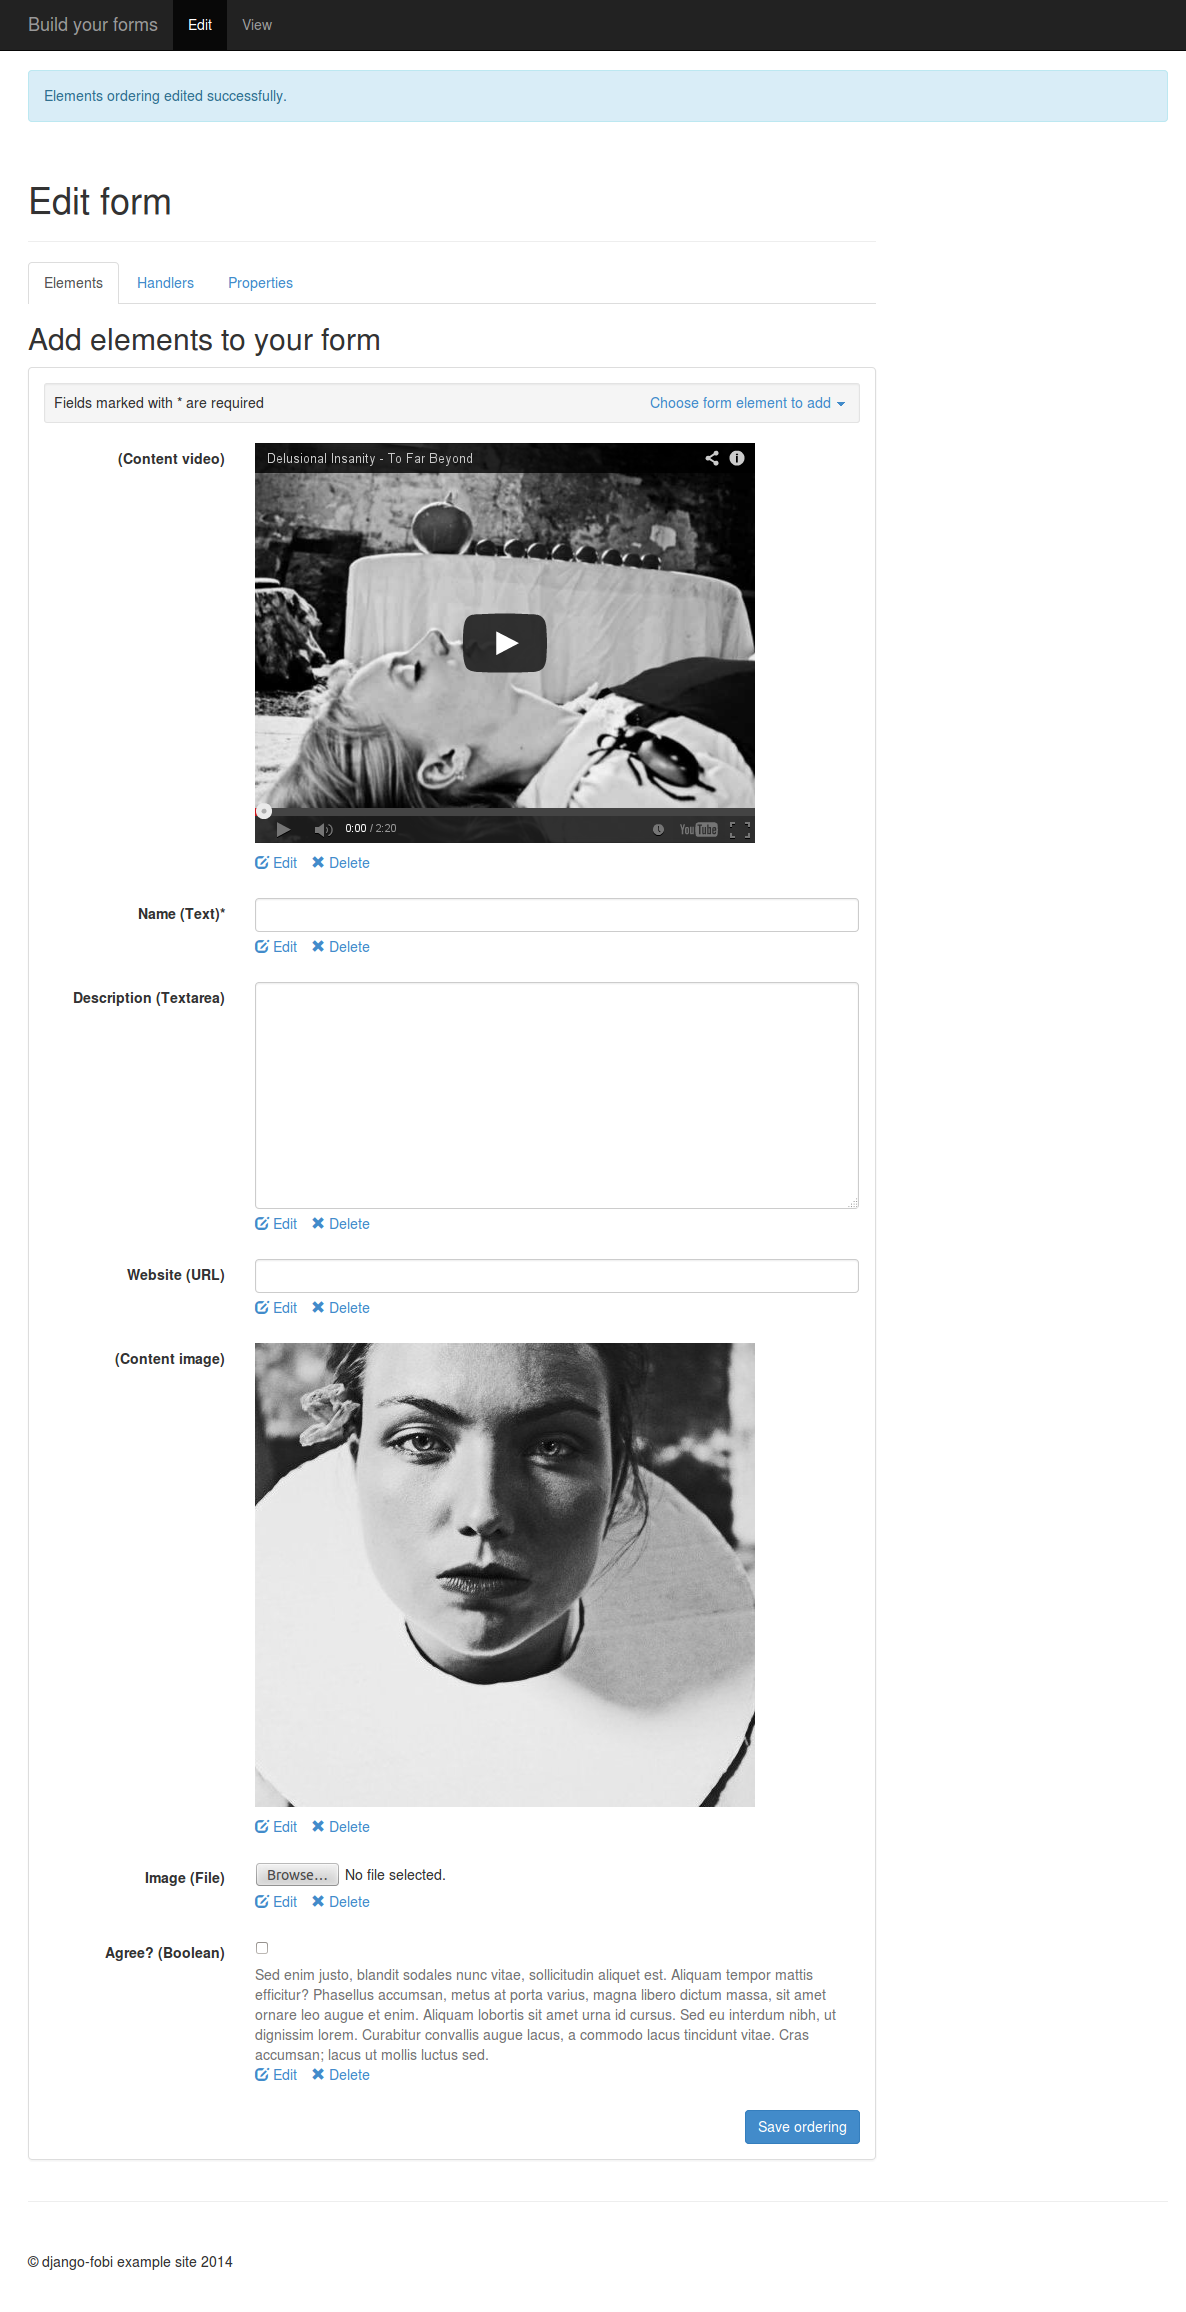 Build your forms Edit View
Elements ordering edited successfully.
Edit form
Elements Handlers Properties
Add elements to your form
Fields marked with * are required Choose form element to add
(Content video)
Delusional Insanity - To Far Beyond
0:00 / 2:20 YouTube
Edit Delete
Name (Text)*
Edit Delete
Description (Textarea)
Edit Delete
Website (URL)
Edit Delete
(Content image)
Edit Delete
Image (File) Browse... No file selected.
Edit Delete
Agree? (Boolean)
Sed enim justo, blandit sodales nunc vitae, sollicitudin aliquet est. Aliquam tempor mattis
efficitur? Phasellus accumsan, metus at porta varius, magna libero dictum massa, sit amet
ornare leo augue et enim. Aliquam lobortis sit amet urna id cursus. Sed eu interdum nibh, ut
dignissim lorem. Curabitur convallis augue lacus, a commodo lacus tincidunt vitae. Cras
accumsan; lacus ut mollis luctus sed.
Edit Delete
Save ordering
© django-fobi example site 2014